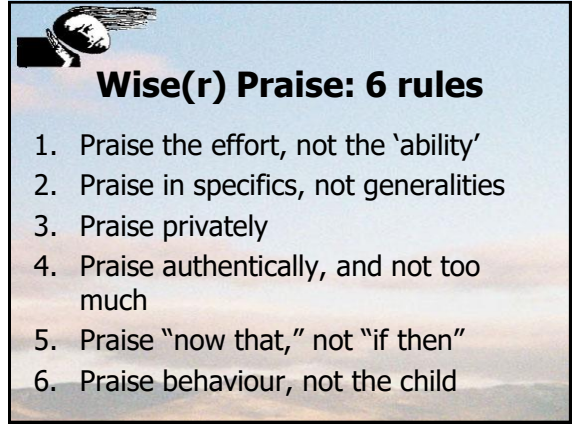 Wise(r) Praise: 6 rules
1. Praise the effort, not the ‘ability’
2. Praise in specifics, not generalities
3. Praise privately
4. Praise authentically, and not too
much
5. Praise “now that,” not “if then”
6. Praise behaviour, not the child